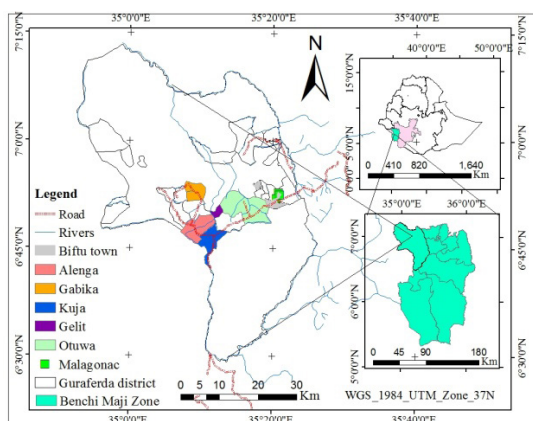 35°0'0"E 35°20'0"E 35°40'0"E
7°15'0"N
7°0'0"N
6°45'0"N
6°30'0"N
N
40°0'0"E 50°0'0"E
15°0'0"N
5°0'0"N
0 410 820 1,640
Km
35°0'0"E 36°0'0"E
7°0'0"N
6°0'0"N
5°0'0"N
0 45 90 180
Km
Legend
Road
Rivers
Biftu town
Alenga
Gabika
Kuja
Gelit
Otuwa
Malagonac
Guraferda district
Benchi Maji Zone
0 5 10 20 30
Km
WGS_1984_UTM_Zone_37N
35°0'0"E 35°20'0"E 35°40'0"E
7°15'0"N
7°0'0"N
6°45'0"N
6°30'0"N